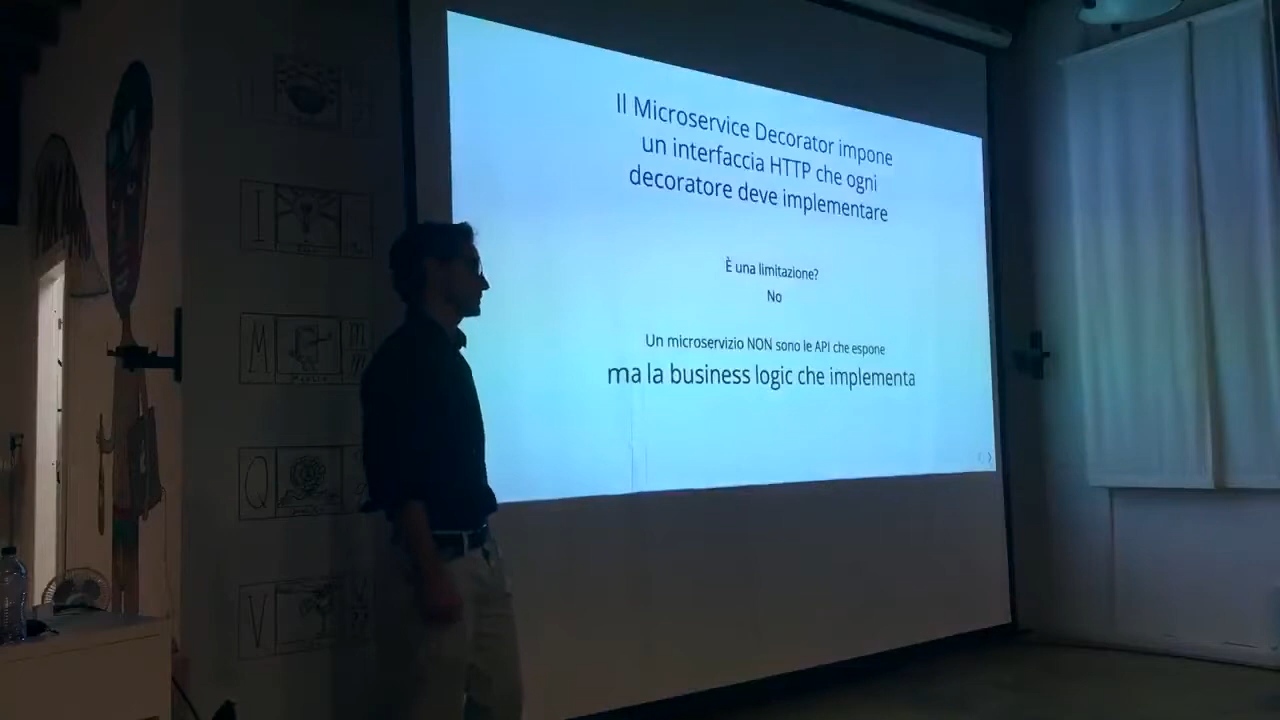 Il Microservice Decorator impone
un interfaccia HTTP che ogni
decoratore deve implementare
È una limitazione?
No
Un microservizio NON sono le API che espone
ma la business logic che implementa
I
M
m
m
Q
V